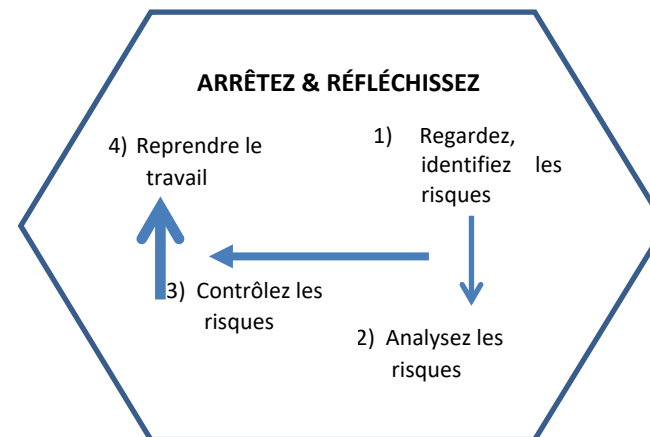 ARRÊTEZ & RÉFLÉCHISSEZ
1) Regardez,
identifiez les
risques
2) Analysez les
risques
3) Contrôlez les
risques
4) Reprendre le
travail